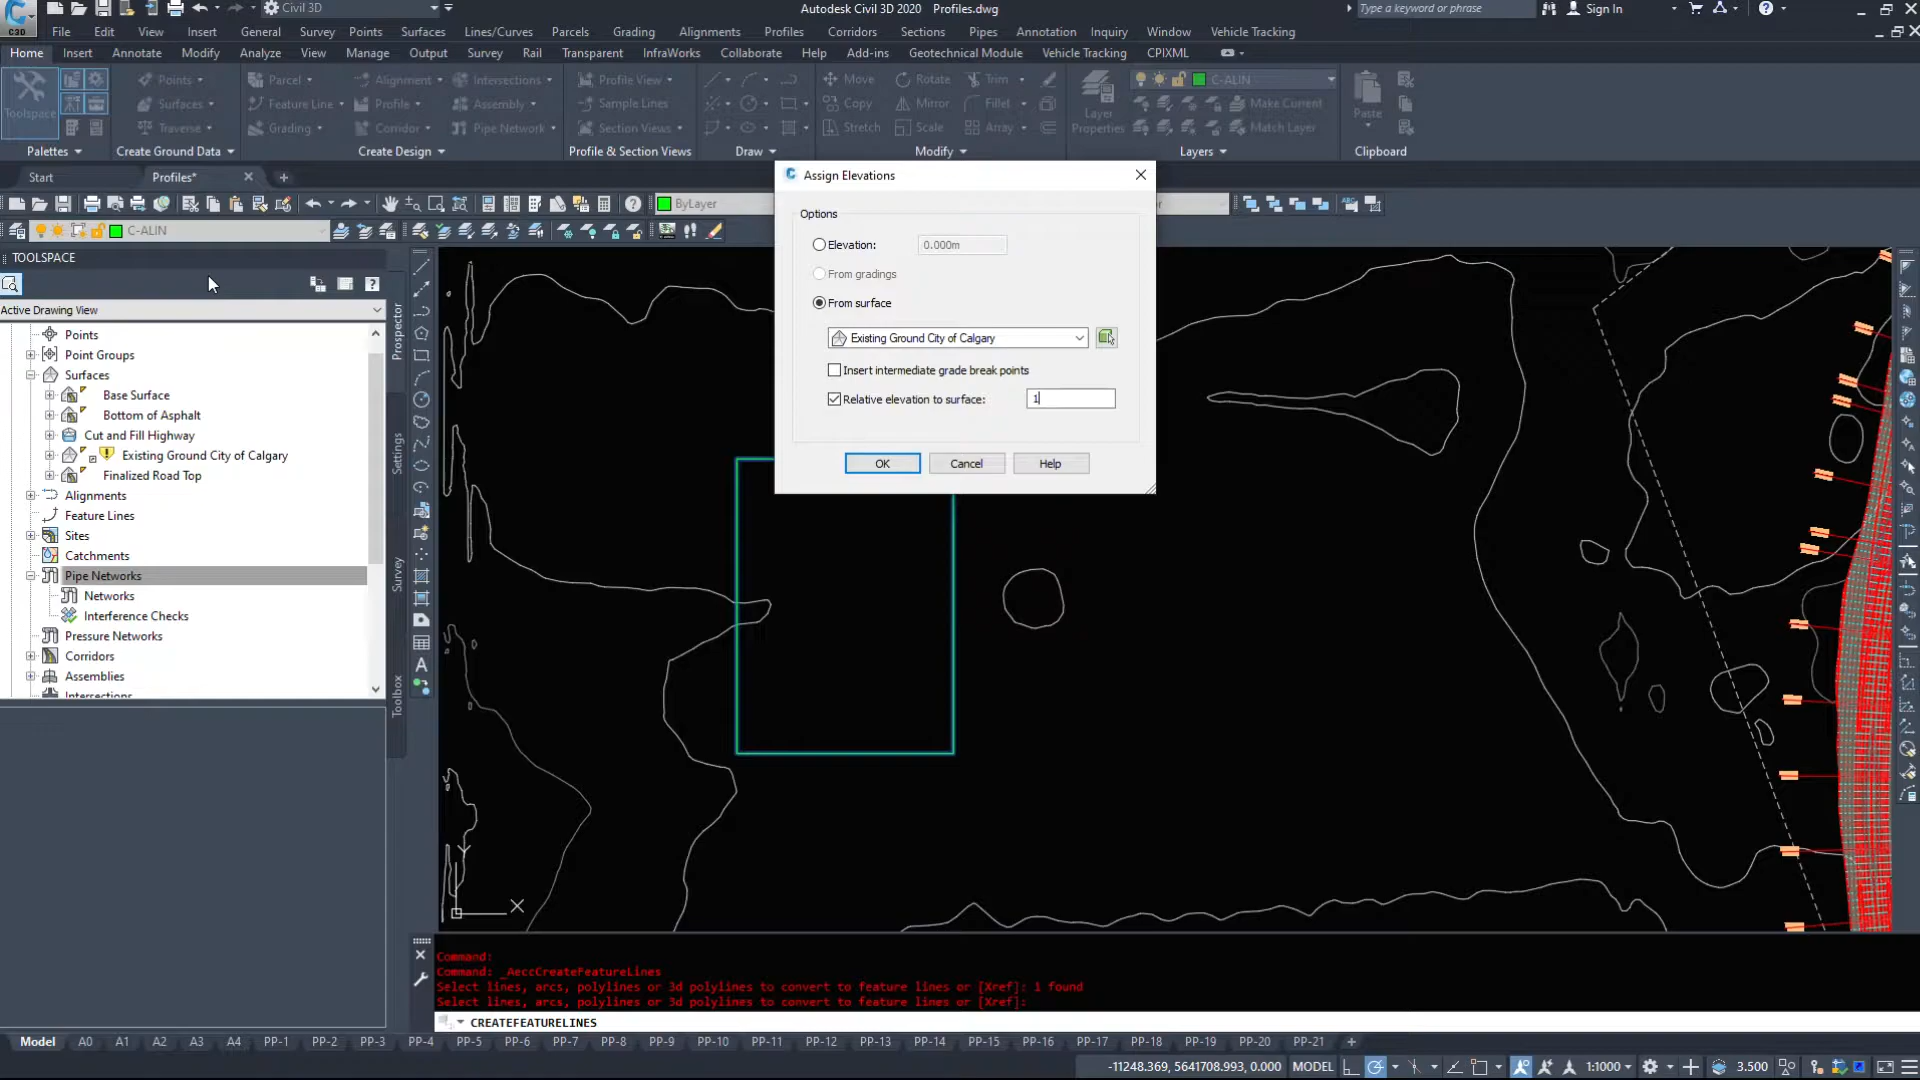 C3D
Civil 3D
Autodesk Civil 3D 2020 Profiles.dwg
Type a keyword or phrase
Sign In
File Edit View Insert General Survey Points Surfaces Lines/Curves Parcels Grading Alignments Profiles Corridors Sections Pipes Annotation Inquiry Window Vehicle Tracking
Home Insert Annotate Modify Analyze View Manage Output Survey Rail Transparent InfraWorks Collaborate Help Add-ins Geotechnical Module Vehicle Tracking CPIXML
Toolspace
Points
Surfaces
Traverse
Parcel
Feature Line
Grading
Alignment
Profile
Corridor
Intersections
Assembly
Pipe Network
Profile View
Sample Lines
Section Views
Move
Copy
Stretch
Rotate
Mirror
Scale
Trim
Fillet
Array
Layer
Properties
C-ALIN
Make Current
Match Layer
Paste
Palettes Create Ground Data Create Design Profile & Section Views Draw Modify Layers Clipboard
Start Profiles*
ByLayer
C-ALIN
TOOLSPACE
Active Drawing View
Points
Point Groups
Surfaces
Base Surface
Bottom of Asphalt
Cut and Fill Highway
Existing Ground City of Calgary
Finalized Road Top
Alignments
Feature Lines
Sites
Catchments
Pipe Networks
Networks
Interference Checks
Pressure Networks
Corridors
Assemblies
Intersections
Prospector
Settings
Survey
Toolbox
Assign Elevations
Options
Elevation: 0.000m
From gradings
From surface
Existing Ground City of Calgary
Insert intermediate grade break points
Relative elevation to surface: 1
OK Cancel Help
Y
X
Command:
Command: _AeccCreateFeatureLines
Select lines, arcs, polylines or 3d polylines to convert to feature lines or [Xref]: 1 found
Select lines, arcs, polylines or 3d polylines to convert to feature lines or [Xref]:
CREATEFEATURELINES
Model A0 A1 A2 A3 A4 PP-1 PP-2 PP-3 PP-4 PP-5 PP-6 PP-7 PP-8 PP-9 PP-10 PP-11 PP-12 PP-13 PP-14 PP-15 PP-16 PP-17 PP-18 PP-19 PP-20 PP-21
-11248.369, 5641708.993, 0.000 MODEL 1:1000 3.500